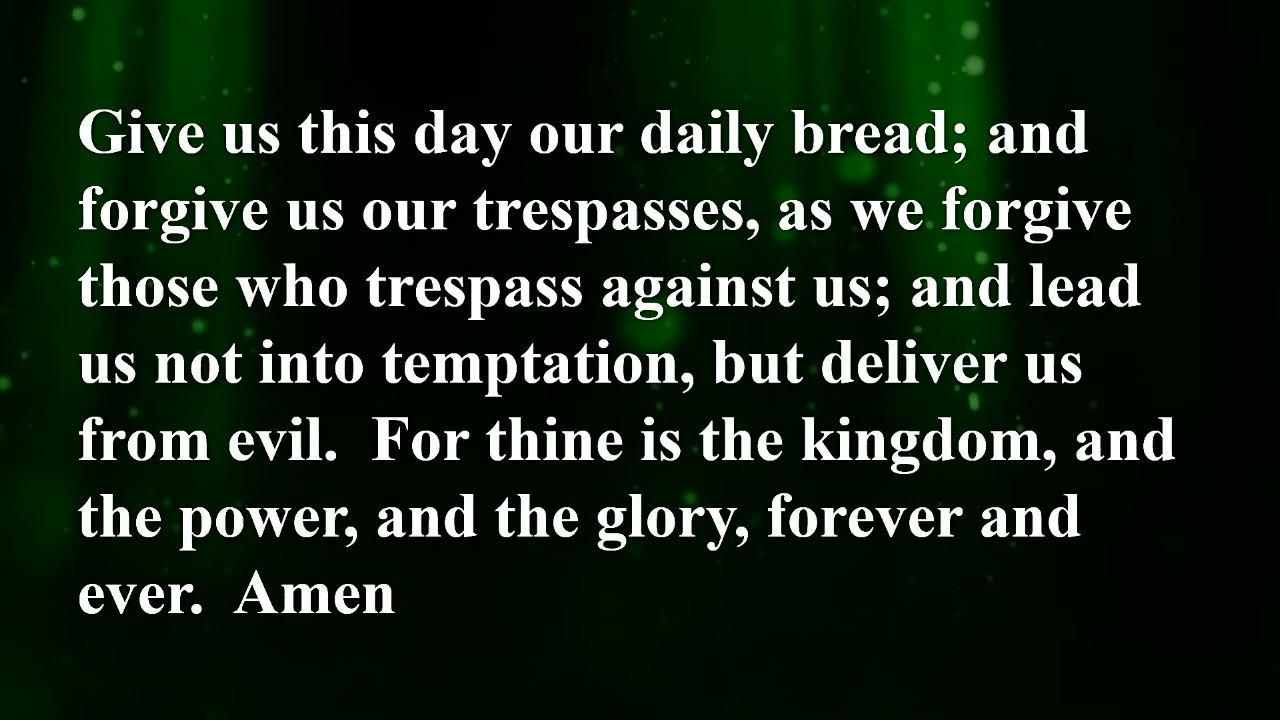 Give us this day our daily bread; and
forgive us our trespasses, as we forgive
those who trespass against us; and lead
us not into temptation, but deliver us
from evil.  For thine is the kingdom, and
the power, and the glory, forever and
ever.  Amen